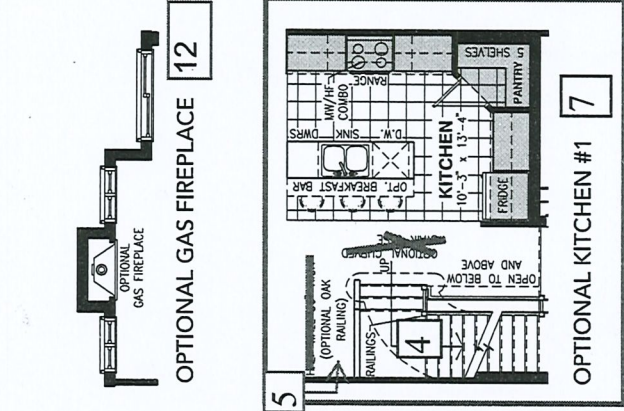 12
OPTIONAL
GAS FIREPLACE
OPTIONAL GAS FIREPLACE
5 SHELVES
PANTRY
RANGE
MW/HF
COMBO
DWRS
SINK
D.W.
OPT. BREAKFAST BAR
KITCHEN
10'-3" x 13'-4"
FRIDGE
7
OPTIONAL CURVED
UP
OPEN TO BELOW
AND ABOVE
(OPTIONAL OAK
RAILING)
RAILINGS
4
5
OPTIONAL KITCHEN #1